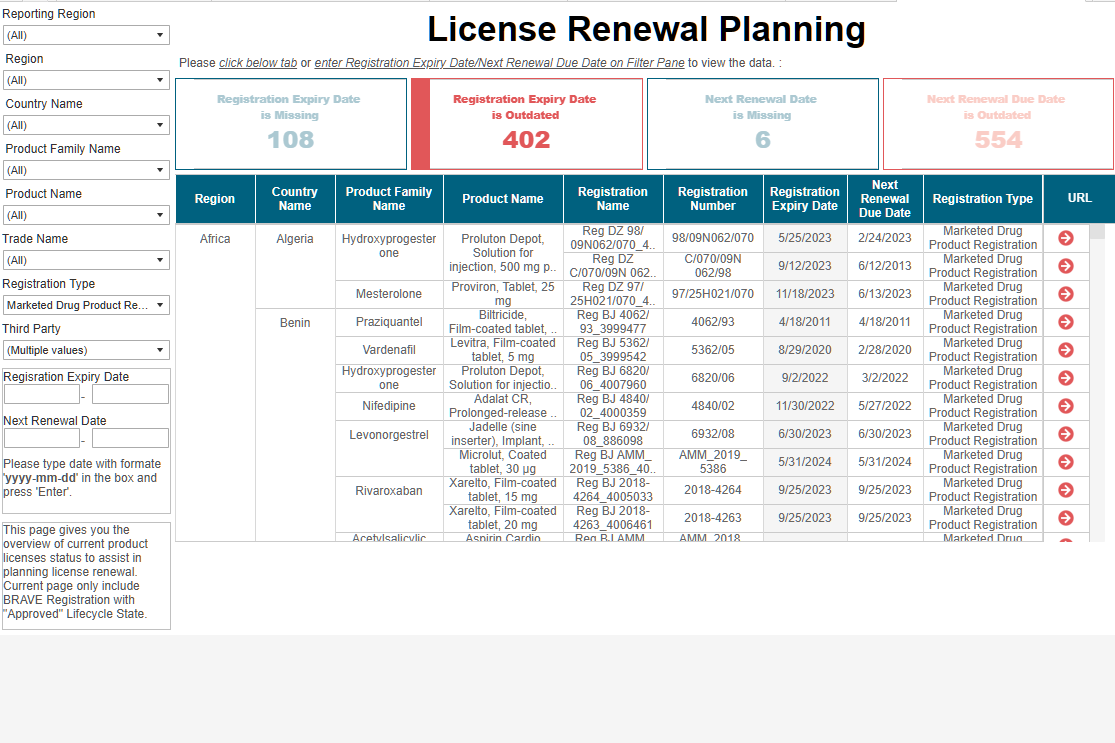 Reporting Region
(All)
Region
(All)
Country Name
(All)
Product Family Name
(All)
Product Name
(All)
Trade Name
(All)
Registration Type
Marketed Drug Product Re...
Third Party
(Multiple values)
Regisration Expiry Date
-
Next Renewal Date
-
Please type date with formate
'yyyy-mm-dd' in the box and
press 'Enter'.
This page gives you the
overview of current product
licenses status to assist in
planning license renewal.
Current page only include
BRAVE Registration with
"Approved" Lifecycle State.
License Renewal Planning
Please click below tab or enter Registration Expiry Date/Next Renewal Due Date on Filter Pane to view the data. :
Registration Expiry Date
is Missing
108
Registration Expiry Date
is Outdated
402
Next Renewal Date
is Missing
6
Next Renewal Due Date
is Outdated
554
Region
Country
Name
Product Family
Name
Product Name
Registration
Name
Registration
Number
Registration
Expiry Date
Next
Renewal
Due Date
Registration Type
URL
Africa
Algeria
Hydroxyprogester
one
Proluton Depot,
Solution for
injection, 500 mg p..
Reg DZ 98/
09N062/070_4..
98/09N062/070
5/25/2023
2/24/2023
Marketed Drug
Product Registration
Reg DZ
C/070/09N 062..
C/070/09N
062/98
9/12/2023
6/12/2013
Marketed Drug
Product Registration
Mesterolone
Proviron, Tablet, 25
mg
Reg DZ 97/
25H021/070_4..
97/25H021/070
11/18/2023
6/13/2023
Marketed Drug
Product Registration
Benin
Praziquantel
Biltricide,
Film-coated tablet, ..
Reg BJ 4062/
93_3999477
4062/93
4/18/2011
4/18/2011
Marketed Drug
Product Registration
Vardenafil
Levitra, Film-coated
tablet, 5 mg
Reg BJ 5362/
05_3999542
5362/05
8/29/2020
2/28/2020
Marketed Drug
Product Registration
Hydroxyprogester
one
Proluton Depot,
Solution for injectio..
Reg BJ 6820/
06_4007960
6820/06
9/2/2022
3/2/2022
Marketed Drug
Product Registration
Nifedipine
Adalat CR,
Prolonged-release ..
Reg BJ 4840/
02_4000359
4840/02
11/30/2022
5/27/2022
Marketed Drug
Product Registration
Levonorgestrel
Jadelle (sine
inserter), Implant, ..
Reg BJ 6932/
08_886098
6932/08
6/30/2023
6/30/2023
Marketed Drug
Product Registration
Microlut, Coated
tablet, 30 µg
Reg BJ AMM_
2019_5386_40..
AMM_2019_
5386
5/31/2024
5/31/2024
Marketed Drug
Product Registration
Rivaroxaban
Xarelto, Film-coated
tablet, 15 mg
Reg BJ 2018-
4264_4005033
2018-4264
9/25/2023
9/25/2023
Marketed Drug
Product Registration
Xarelto, Film-coated
tablet, 20 mg
Reg BJ 2018-
4263_4006461
2018-4263
9/25/2023
9/25/2023
Marketed Drug
Product Registration
Acetylsalicylic
Aspirin Cardio
Reg BJ AMM_
AMM_2018_
Marketed Drug